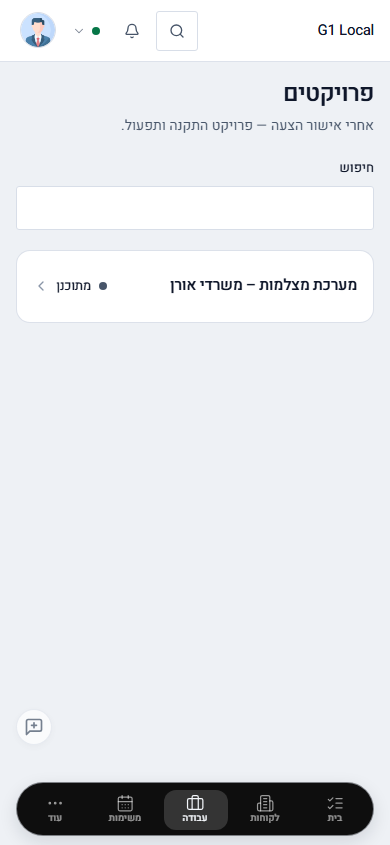 G1 Local
פרויקטים
אחרי אישור הצעה — פרויקט התקנה ותפעול.
חיפוש
מערכת מצלמות – משרדי אורן
מתוכנן
בית
לקוחות
עבודה
משימות
עוד